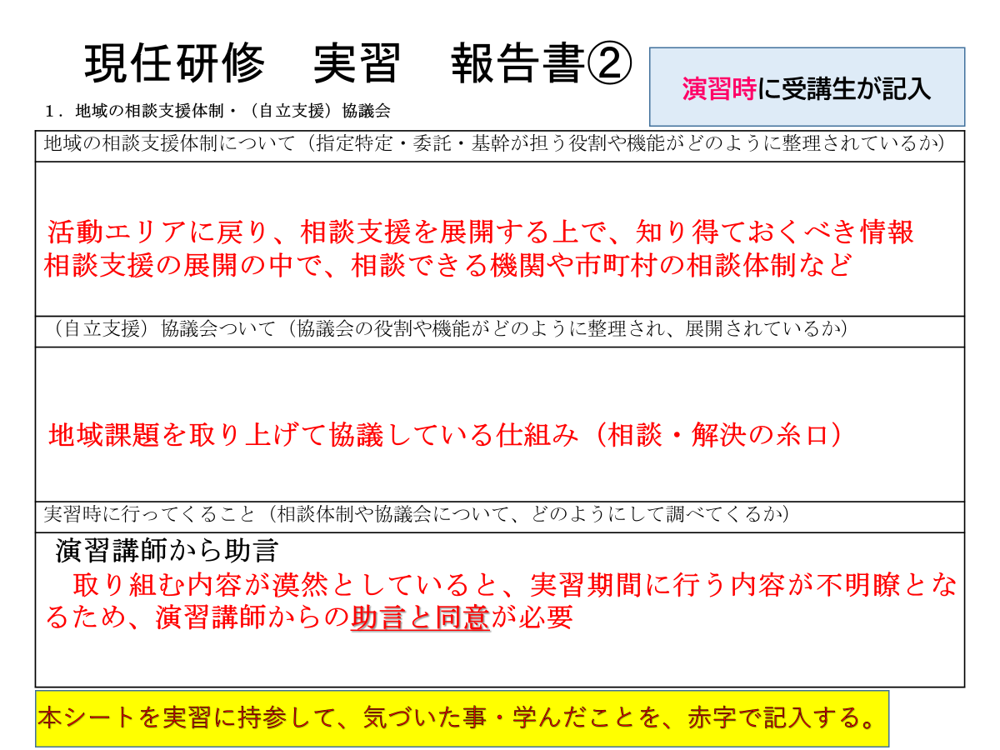 現任研修　実習　報告書②
演習時に受講生が記入
１．地域の相談支援体制・（自立支援）協議会
地域の相談支援体制について（指定特定・委託・基幹が担う役割や機能がどのように整理されているか）
活動エリアに戻り、相談支援を展開する上で、知り得ておくべき情報
相談支援の展開の中で、相談できる機関や市町村の相談体制など
（自立支援）協議会ついて（協議会の役割や機能がどのように整理され、展開されているか）
地域課題を取り上げて協議している仕組み（相談・解決の糸口）
実習時に行ってくること（相談体制や協議会について、どのようにして調べてくるか）
演習講師から助言
取り組む内容が漠然としていると、実習期間に行う内容が不明瞭とな
るため、演習講師からの助言と同意が必要
本シートを実習に持参して、気づいた事・学んだことを、赤字で記入する。